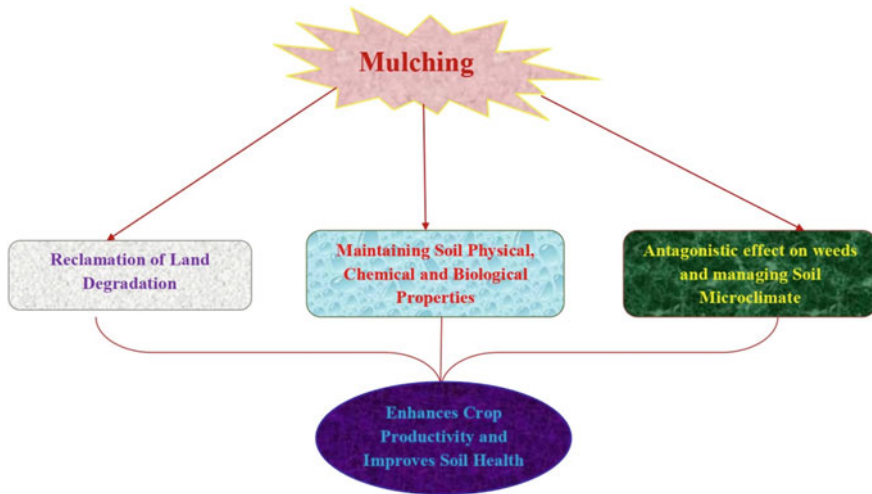 Mulching
Reclamation of Land
Degradation
Maintaining Soil Physical,
Chemical and Biological
Properties
Antagonistic effect on weeds
and managing Soil
Microclimate
Enhances Crop
Productivity and
Improves Soil Health